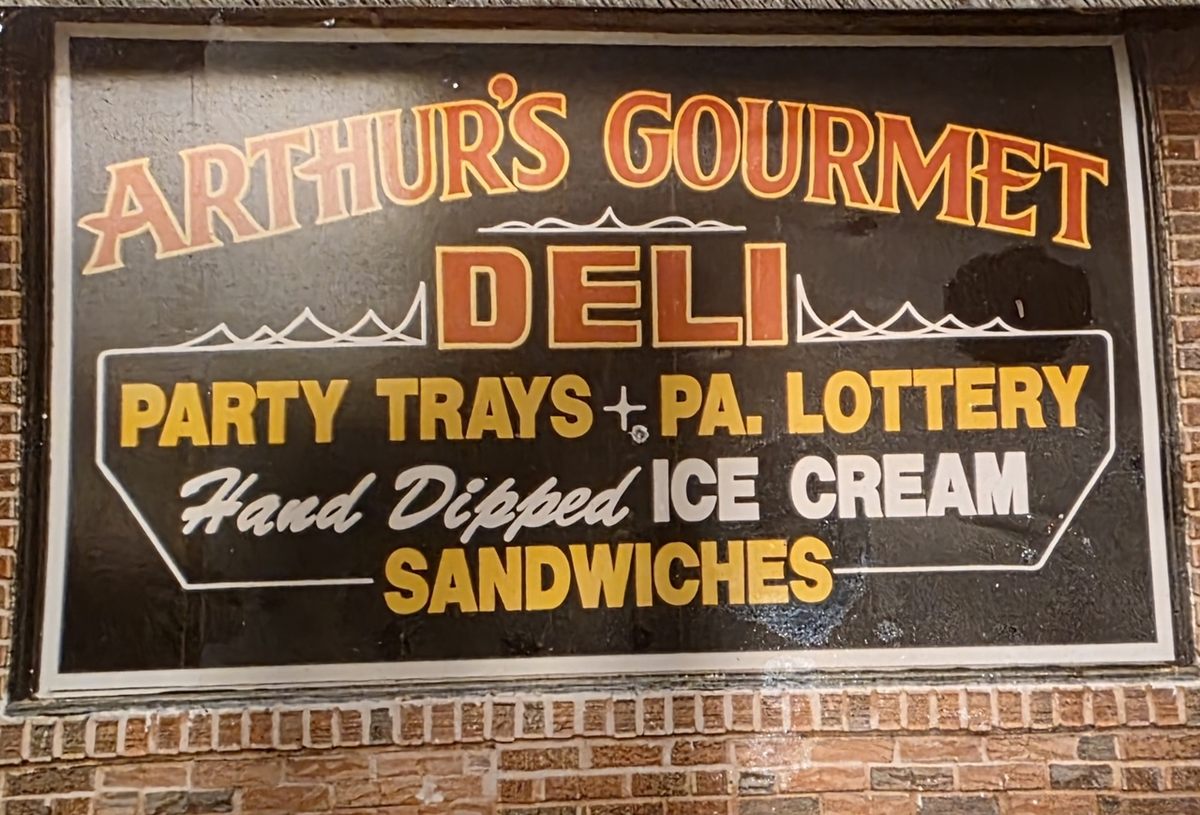 ARTHUR'S GOURMET
DELI
PARTY TRAYS + PA. LOTTERY
Hand Dipped ICE CREAM
SANDWICHES